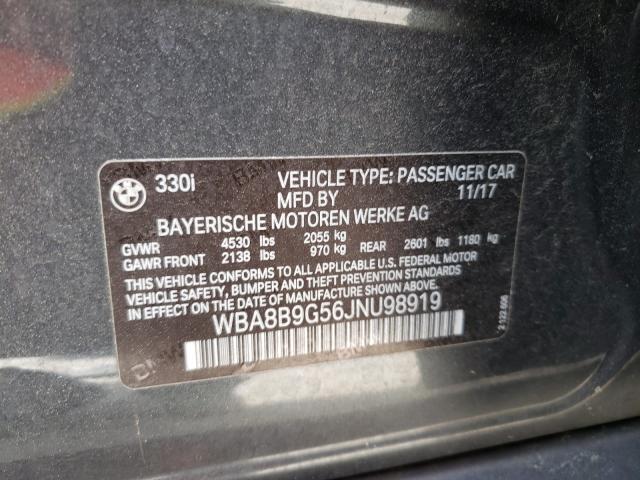 BMW
330i VEHICLE TYPE: PASSENGER CAR
MFD BY 11/17
BAYERISCHE MOTOREN WERKE AG
GVWR 4530 lbs 2055 kg
GAWR FRONT 2138 lbs 970 kg REAR 2601 lbs 1180 kg
THIS VEHICLE CONFORMS TO ALL APPLICABLE U.S. FEDERAL MOTOR
VEHICLE SAFETY, BUMPER, AND THEFT PREVENTION STANDARDS
IN EFFECT ON THE DATE OF MANUFACTURE SHOWN ABOVE.
WBA8B9G56JNU98919